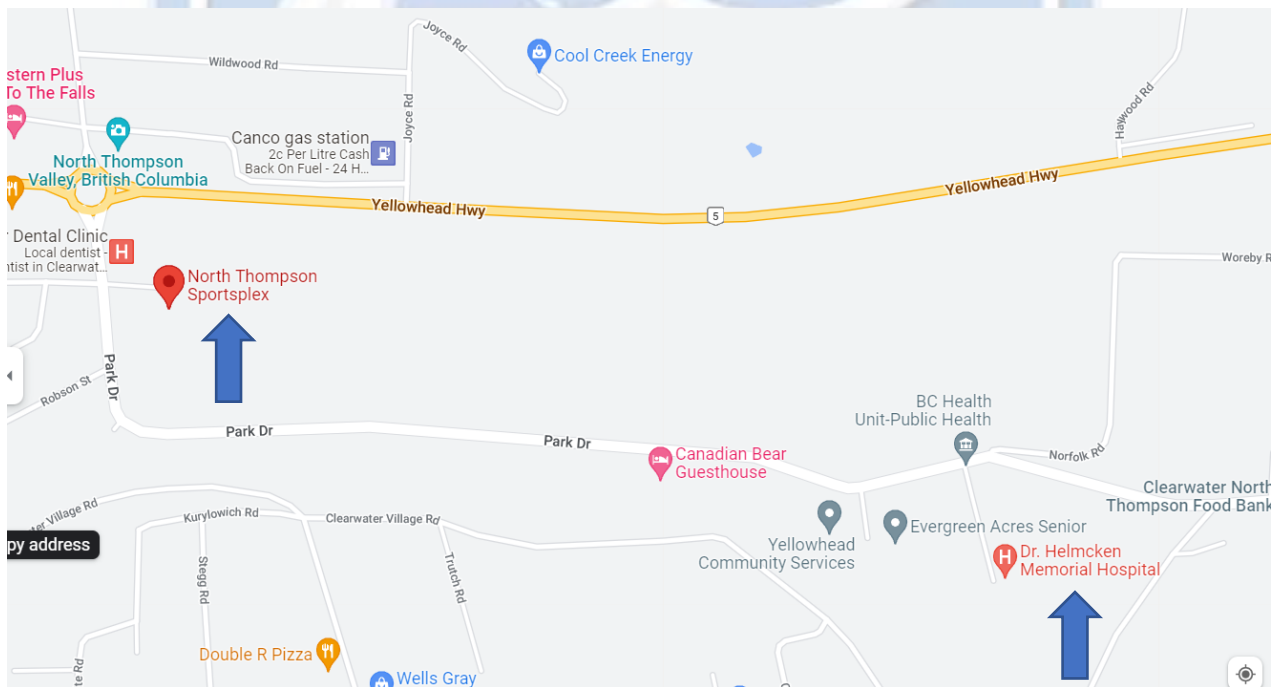 Joyce Rd
Wildwood Rd
Cool Creek Energy
stern Plus
To The Falls
Joyce Rd
Haywood Rd
Canco gas station
2c Per Litre Cash
Back On Fuel - 24 H...
North Thompson
Valley, British Columbia
Yellowhead Hwy
Yellowhead Hwy
5
Dental Clinic
Local dentist -
ntist in Clearwat...
H
Woreby R
North Thompson
Sportsplex
Park Dr
Robson St
BC Health
Unit-Public Health
Park Dr
Park Dr
Canadian Bear
Guesthouse
Norfolk Rd
Clearwater North
Thompson Food Bank
ter Village Rd
Kurylowich Rd
Clearwater Village Rd
Evergreen Acres Senior
Yellowhead
Community Services
py address
H
Dr. Helmcken
Memorial Hospital
Stegg Rd
Trutch Rd
Double R Pizza
te Rd
Wells Gray